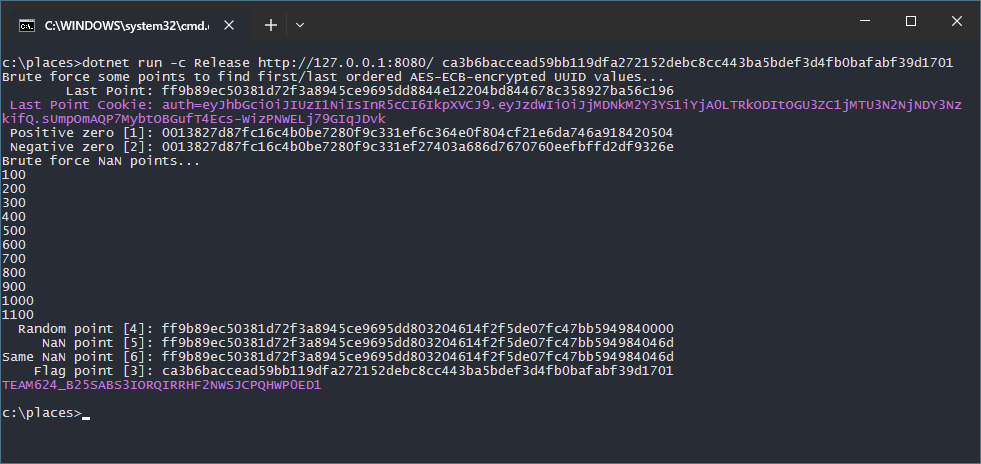 C:\WINDOWS\system32\cmd.
c:\places>dotnet run -c Release http://127.0.0.1:8080/ ca3b6baccead59bb119dfa272152debc8cc443ba5bdef3d4fb0bafabf39d1701
Brute force some points to find first/last ordered AES-ECB-encrypted UUID values...
Last Point: ff9b89ec50381d72f3a8945ce9695dd8844e12204bd844678c358927ba56c196
Last Point Cookie: auth=eyJhbGciOiJIUzI1NiIsInR5cCI6IkpXVCJ9.eyJzdWIiOiJjMDNkM2Y3YS1iYjA0LTRkODItOGU3ZC1jMTU3N2NjNDY3Nz
kifQ.sUmpOmAQP7MybtOBGufT4Ecs-WizPNWELj79GIqJDvk
Positive zero [1]: 0013827d87fc16c4b0be7280f9c331ef6c364e0f804cf21e6da746a918420504
Negative zero [2]: 0013827d87fc16c4b0be7280f9c331ef27403a686d7670760eefbffd2df9326e
Brute force NaN points...
100
200
300
400
500
600
700
800
900
1000
1100
Random point [4]: ff9b89ec50381d72f3a8945ce9695dd803204614f2f5de07fc47bb5949840000
NaN point [5]: ff9b89ec50381d72f3a8945ce9695dd803204614f2f5de07fc47bb594984046d
Same NaN point [6]: ff9b89ec50381d72f3a8945ce9695dd803204614f2f5de07fc47bb594984046d
Flag point [3]: ca3b6baccead59bb119dfa272152debc8cc443ba5bdef3d4fb0bafabf39d1701
TEAM624_B25SABS3IORQIRRHF2NWSJCPQHWP0ED1
c:\places>